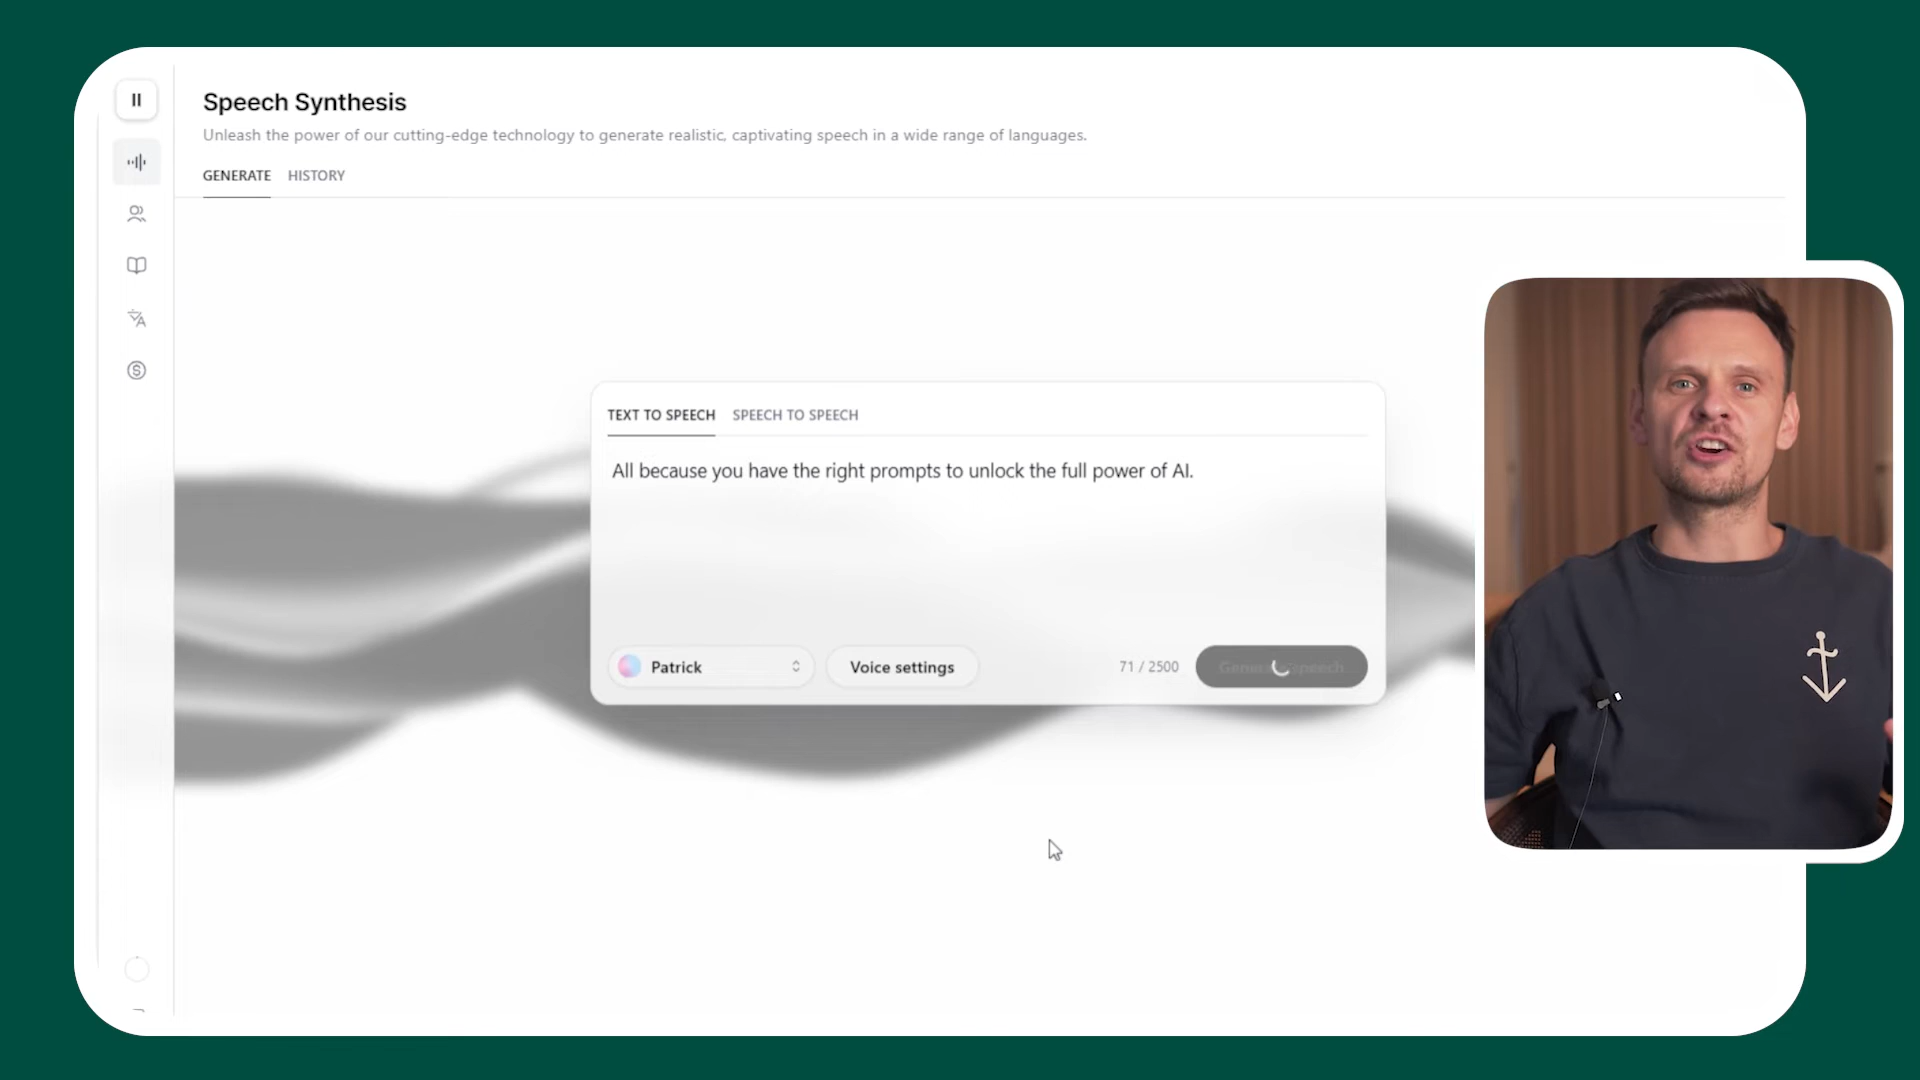 Speech Synthesis
Unleash the power of our cutting-edge technology to generate realistic, captivating speech in a wide range of languages.
GENERATE HISTORY
TEXT TO SPEECH SPEECH TO SPEECH
All because you have the right prompts to unlock the full power of AI.
Patrick Voice settings 71 / 2500